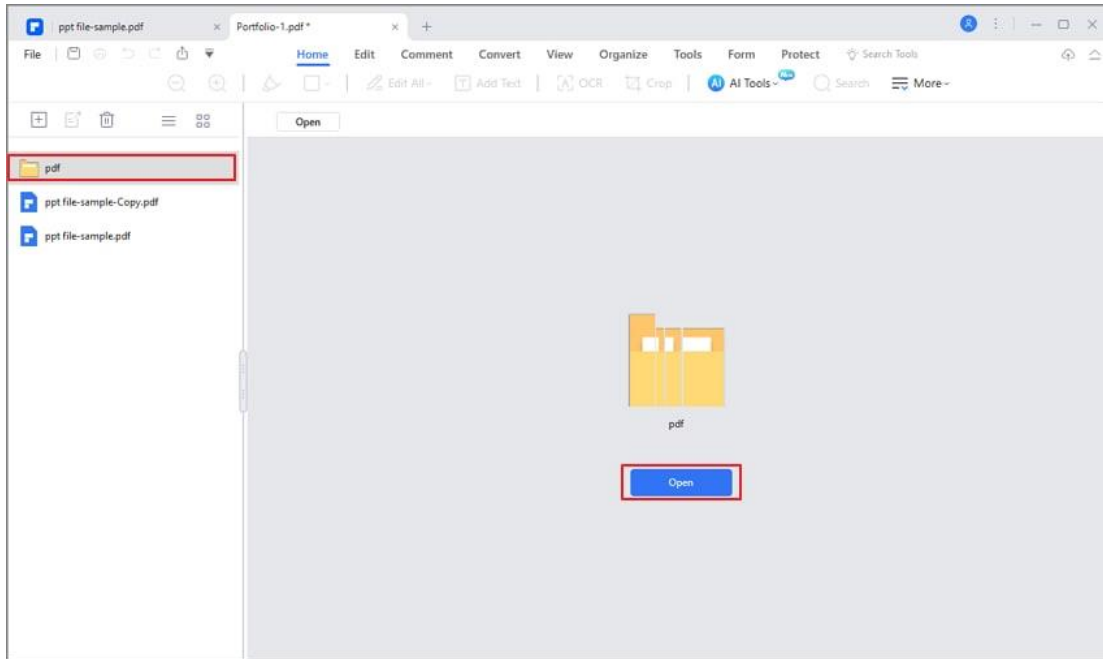 ppt file-sample.pdf Portfolio-1.pdf *
File Home Edit Comment Convert View Organize Tools Form Protect Search Tools
Edit All Add Text OCR Crop AI AI Tools Search More
Open
pdf
ppt file-sample-Copy.pdf
ppt file-sample.pdf
pdf
Open